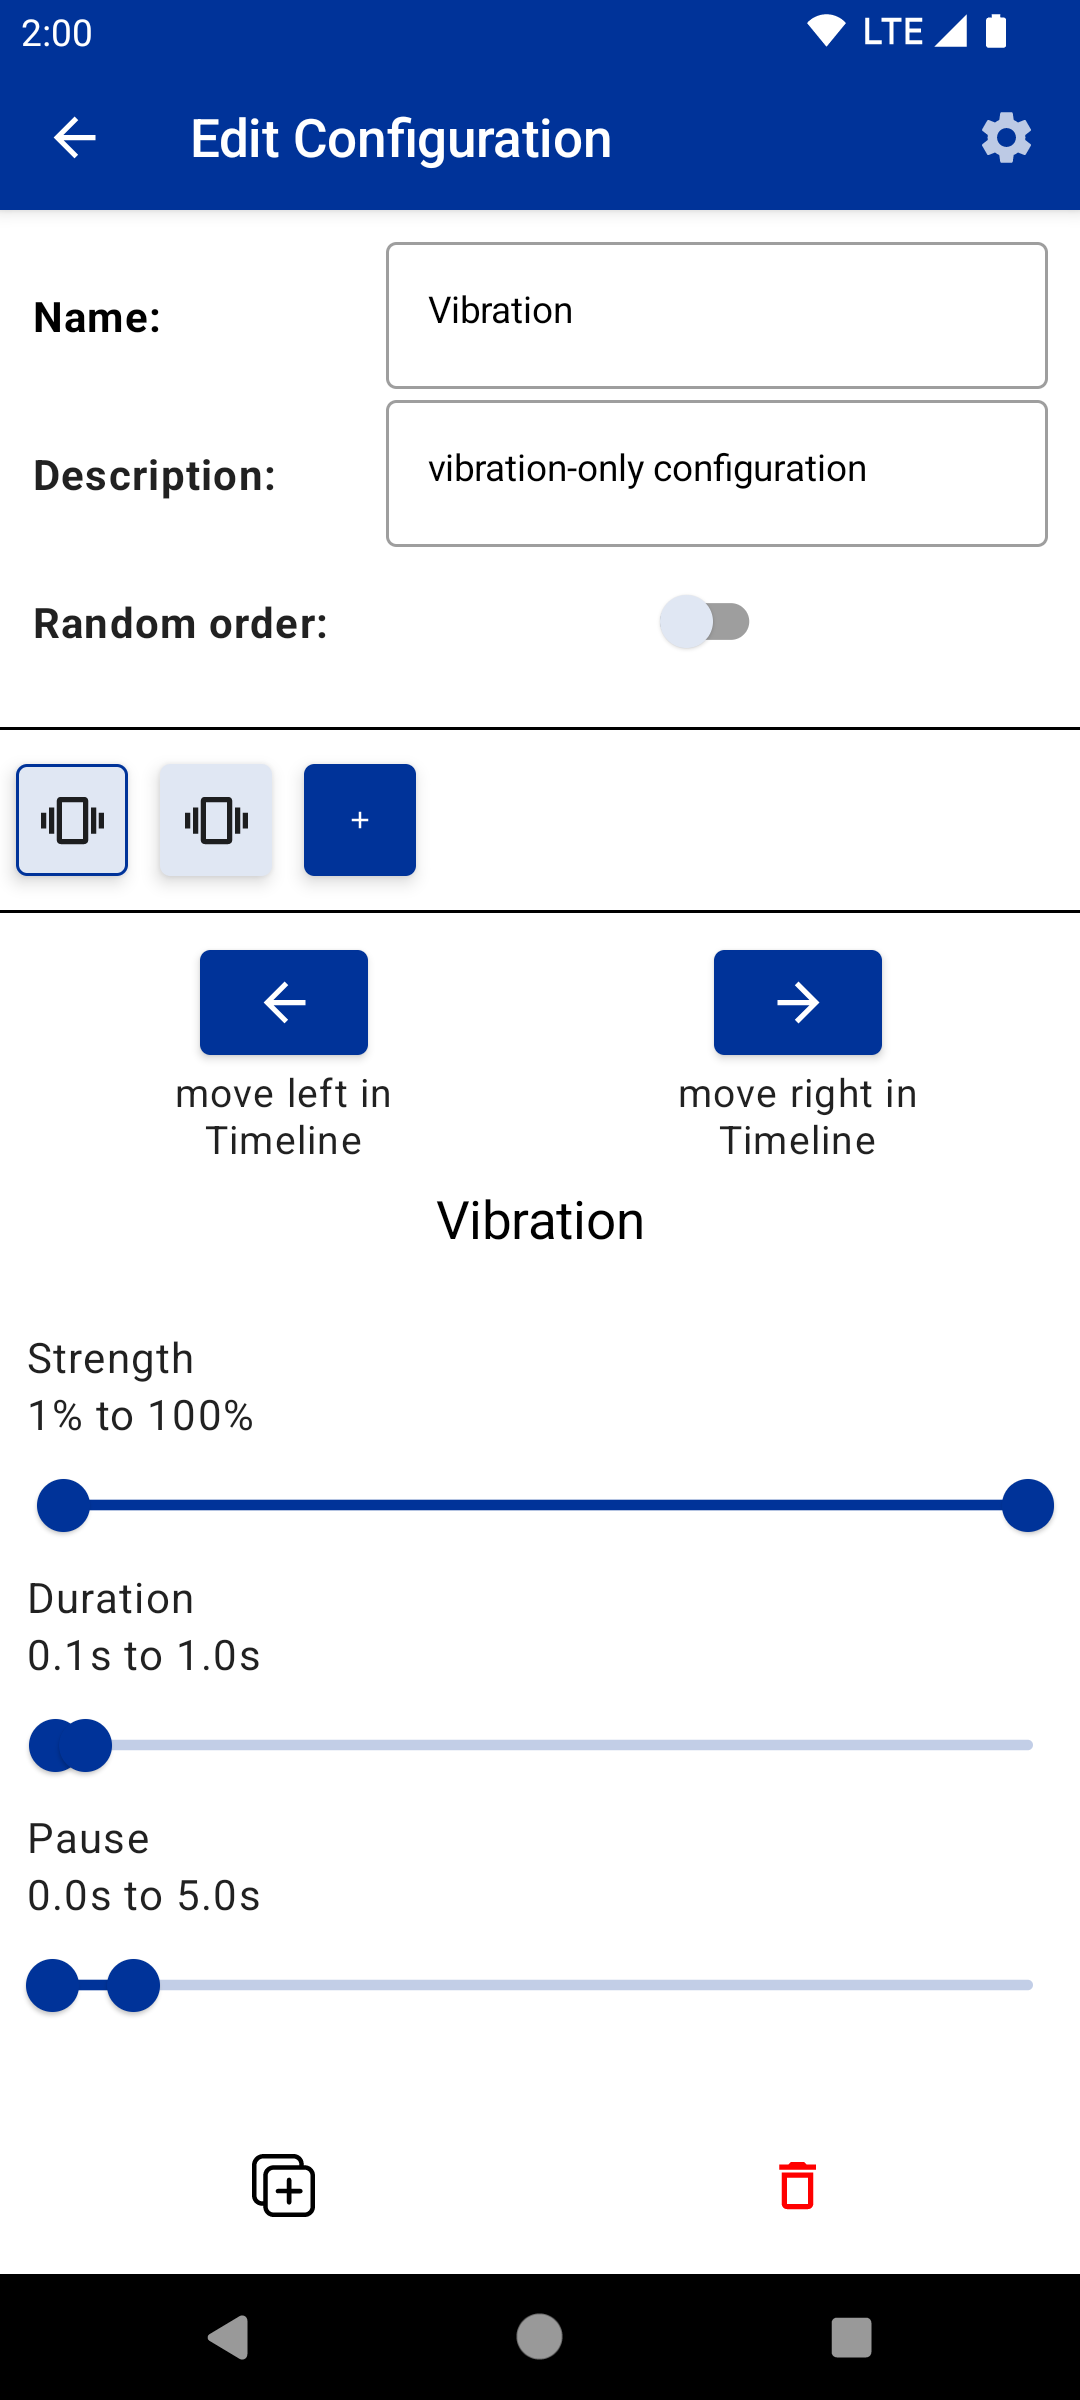 2:00
LTE
Edit Configuration
Name:
Vibration
Description:
vibration-only configuration
Random order:
+
move left in
Timeline
move right in
Timeline
Vibration
Strength
1% to 100%
Duration
0.1s to 1.0s
Pause
0.0s to 5.0s